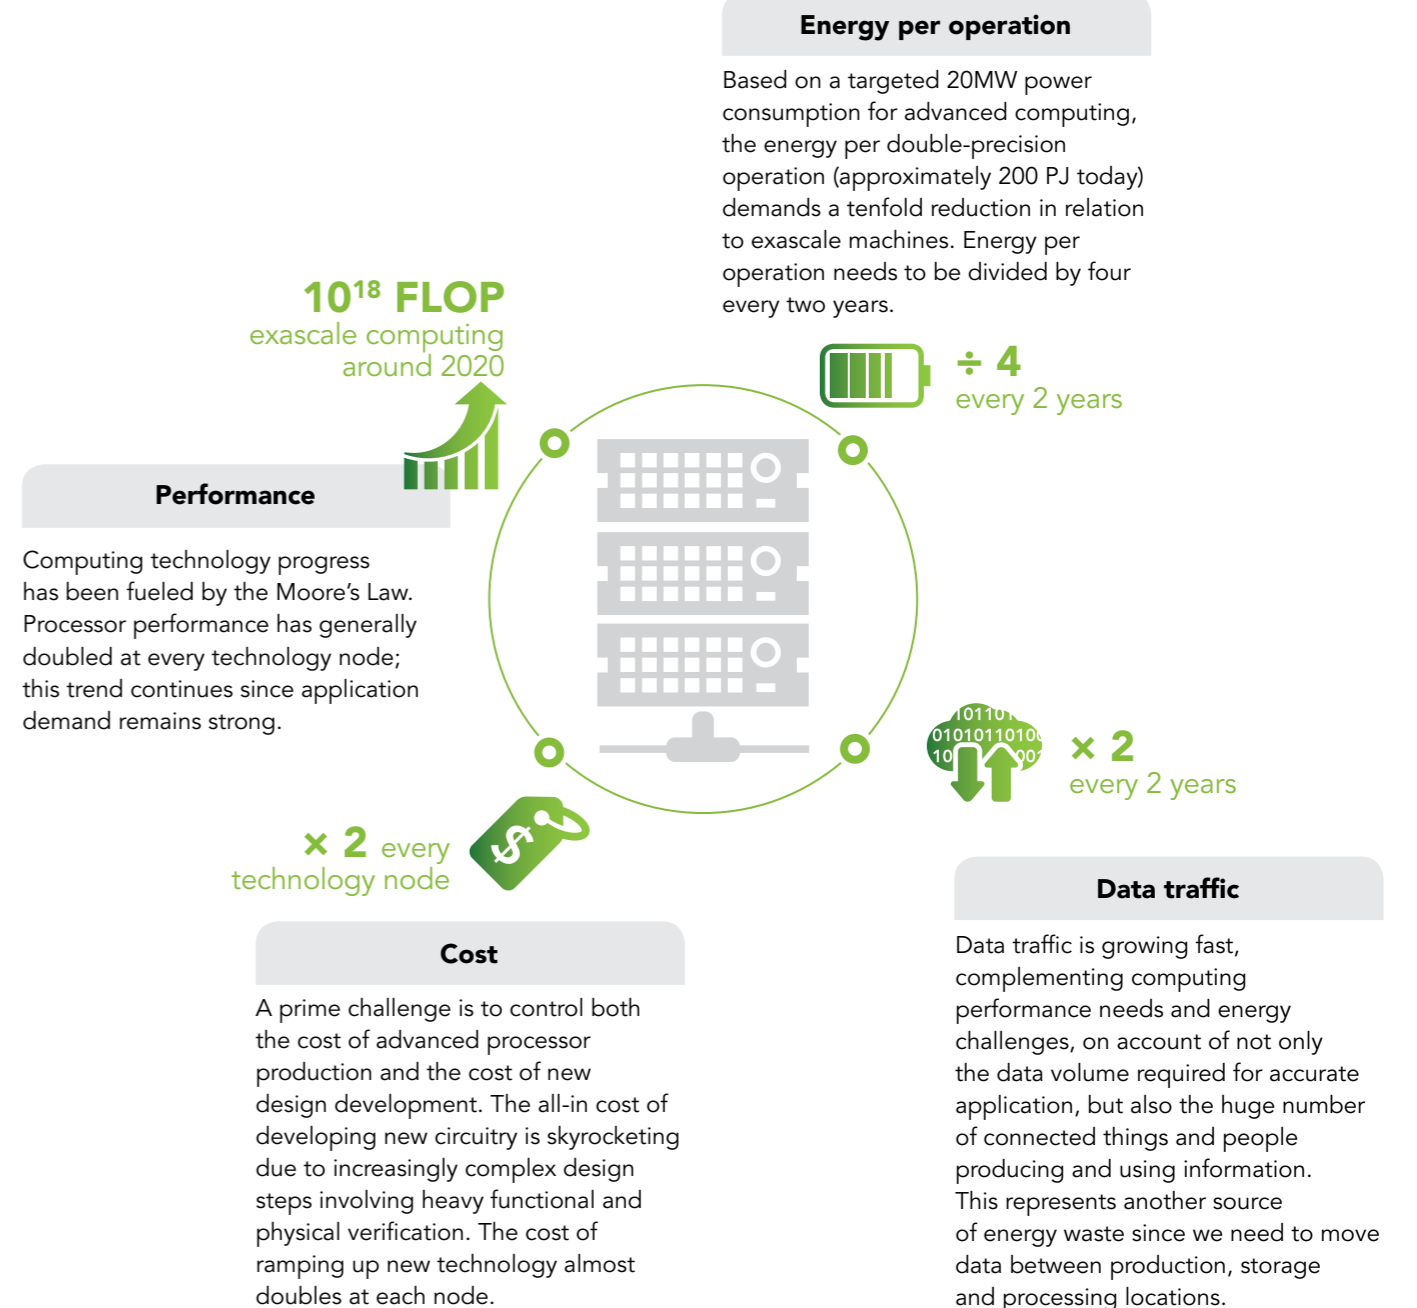 Energy per operation
Based on a targeted 20MW power
consumption for advanced computing,
the energy per double-precision
operation (approximately 200 PJ today)
demands a tenfold reduction in relation
to exascale machines. Energy per
operation needs to be divided by four
every two years.
÷ 4
every 2 years
10¹⁸ FLOP
exascale computing
around 2020
Performance
Computing technology progress
has been fueled by the Moore's Law.
Processor performance has generally
doubled at every technology node;
this trend continues since application
demand remains strong.
× 2 every
technology node
$
Cost
A prime challenge is to control both
the cost of advanced processor
production and the cost of new
design development. The all-in cost of
developing new circuitry is skyrocketing
due to increasingly complex design
steps involving heavy functional and
physical verification. The cost of
ramping up new technology almost
doubles at each node.
× 2
every 2 years
Data traffic
Data traffic is growing fast,
complementing computing
performance needs and energy
challenges, on account of not only
the data volume required for accurate
application, but also the huge number
of connected things and people
producing and using information.
This represents another source
of energy waste since we need to move
data between production, storage
and processing locations.